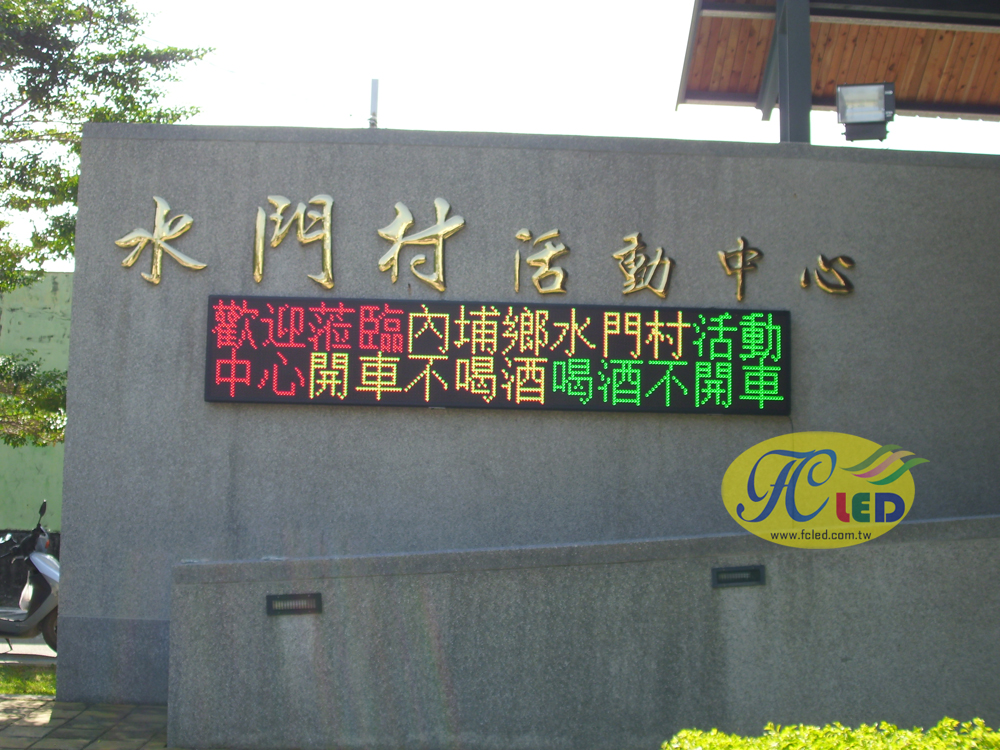 水門村活動中心
歡迎蒞臨內埔鄉水門村活動
中心開車不喝酒喝酒不開車
FC LED
www.fcled.com.tw